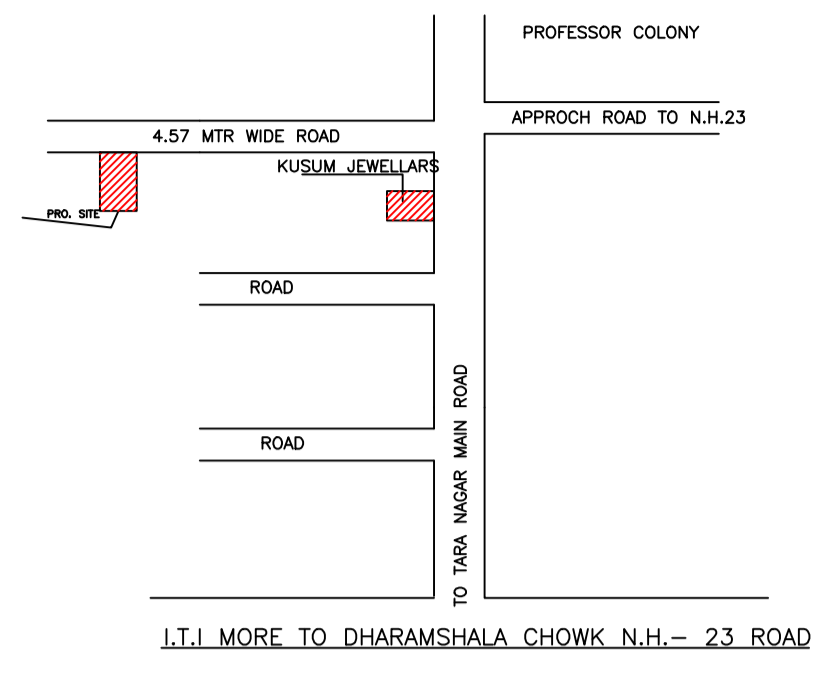 PROFESSOR COLONY
APPROCH ROAD TO N.H.23
4.57 MTR WIDE ROAD
KUSUM JEWELLARS
PRO. SITE
ROAD
ROAD
TO TARA NAGAR MAIN ROAD
I.T.I MORE TO DHARAMSHALA CHOWK N.H.– 23 ROAD